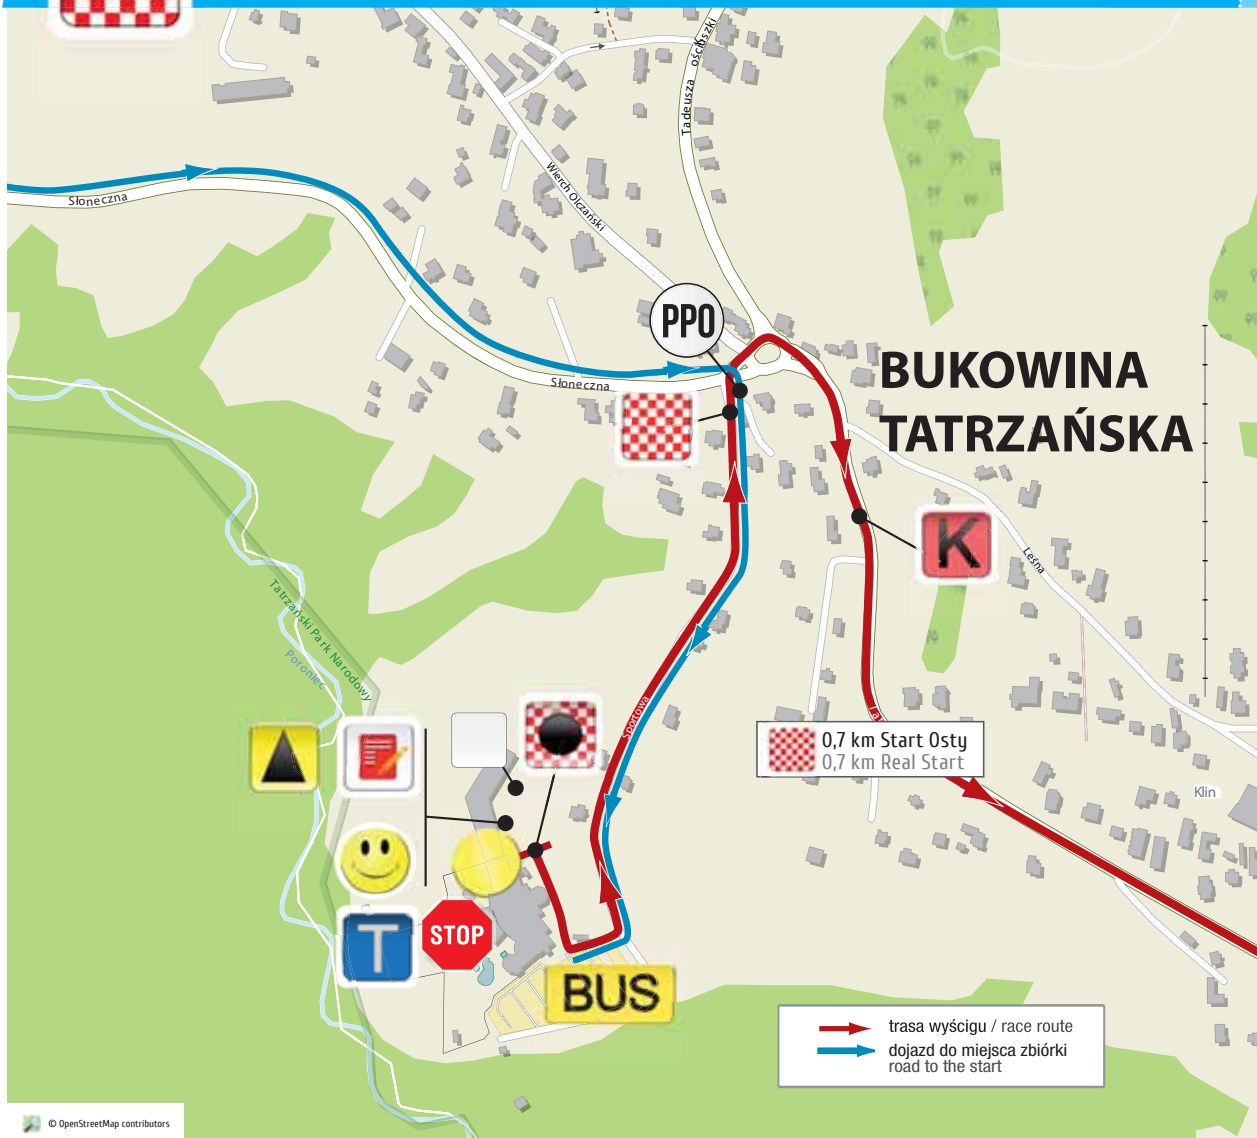 Tadeusza ościuszki
Wierch Olczański
Słoneczna
PPO
Słoneczna
BUKOWINA
TATRZAŃSKA
K
Leśna
Tatrzański Park Narodowy
Poroniec
Sportowa
0,7 km Start Osty
0,7 km Real Start
Klin
T
STOP
BUS
trasa wyścigu / race route
dojazd do miejsca zbiórki
road to the start
© OpenStreetMap contributors